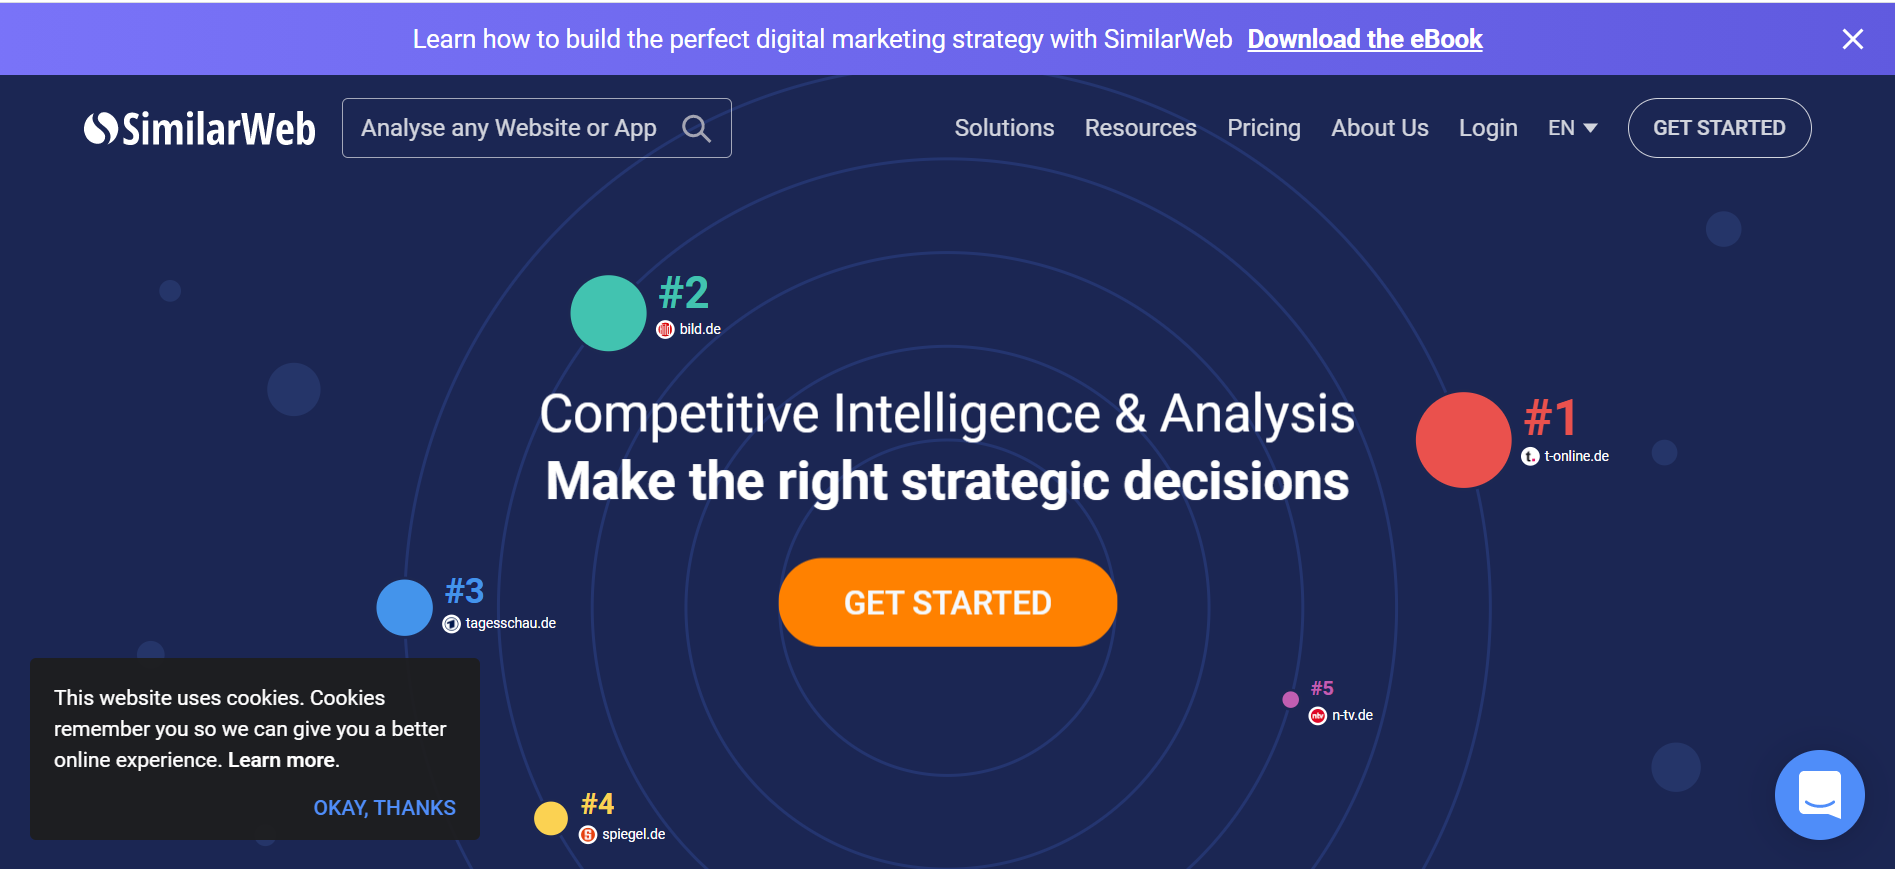 Learn how to build the perfect digital marketing strategy with SimilarWeb Download the eBook
SimilarWeb
Analyse any Website or App
Solutions Resources Pricing About Us Login EN GET STARTED
#2
bild.de
Competitive Intelligence & Analysis
Make the right strategic decisions
#1
t-online.de
GET STARTED
#3
tagesschau.de
#5
n-tv.de
#4
spiegel.de
This website uses cookies. Cookies
remember you so we can give you a better
online experience. Learn more.
OKAY, THANKS